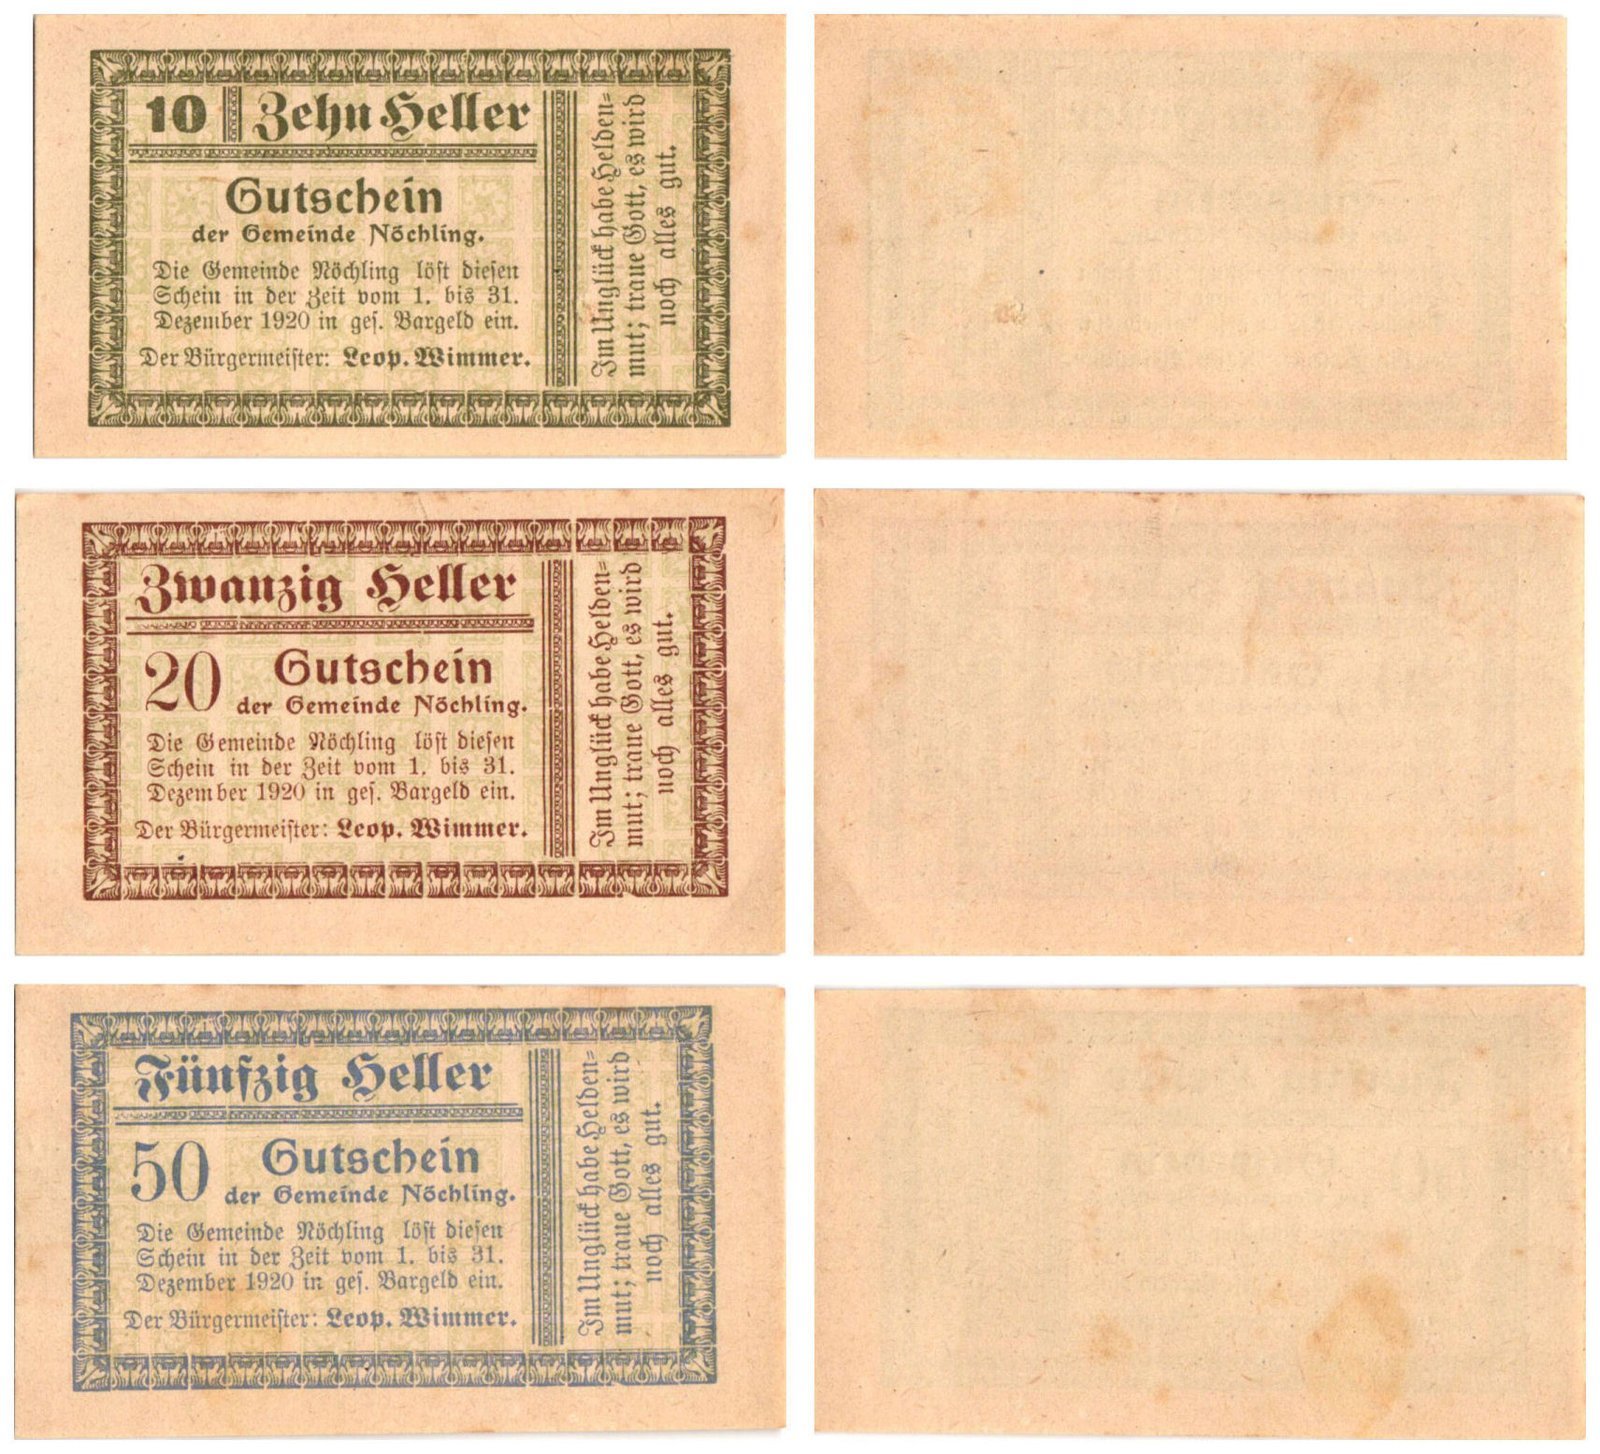 10 Zehn Heller
Gutschein
der Gemeinde Nöchling.
Die Gemeinde Nöchling löst diesen
Schein in der Zeit vom 1. bis 31.
Dezember 1920 in ges. Bargeld ein.
Der Bürgermeister: Leop. Wimmer.
Im Unglück habe Helden-
mut; traue Gott, es wird
noch alles gut.
Zwanzig Heller
20 Gutschein
der Gemeinde Nöchling.
Die Gemeinde Nöchling löst diesen
Schein in der Zeit vom 1. bis 31.
Dezember 1920 in ges. Bargeld ein.
Der Bürgermeister: Leop. Wimmer.
Im Unglück habe Helden-
mut; traue Gott, es wird
noch alles gut.
Fünfzig Heller
50 Gutschein
der Gemeinde Nöchling.
Die Gemeinde Nöchling löst diesen
Schein in der Zeit vom 1. bis 31.
Dezember 1920 in ges. Bargeld ein.
Der Bürgermeister: Leop. Wimmer.
Im Unglück habe Helden-
mut; traue Gott, es wird
noch alles gut.